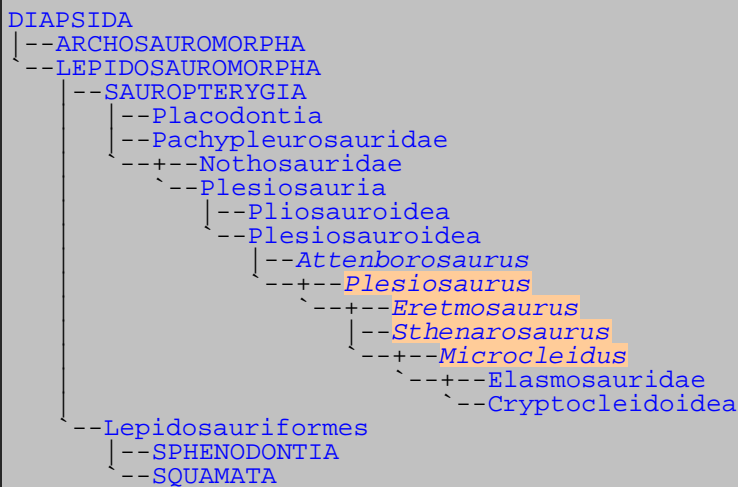 DIAPSIDA
|--ARCHOSAUROMORPHA
`--LEPIDOSAUROMORPHA
   |--SAUROPTERYGIA
   |  |--Placodontia
   |  |--Pachypleurosauridae
   |  `--+--Nothosauridae
   |     `--Plesiosauria
   |        |--Pliosauroidea
   |        `--Plesiosauroidea
   |           |--Attenborosaurus
   |           `--+--Plesiosaurus
   |              `--+--Eretmosaurus
   |                 |--Sthenarosaurus
   |                 `--+--Microcleidus
   |                    `--+--Elasmosauridae
   |                       `--Cryptocleidoidea
   `--Lepidosauriformes
      |--SPHENODONTIA
      `--SQUAMATA